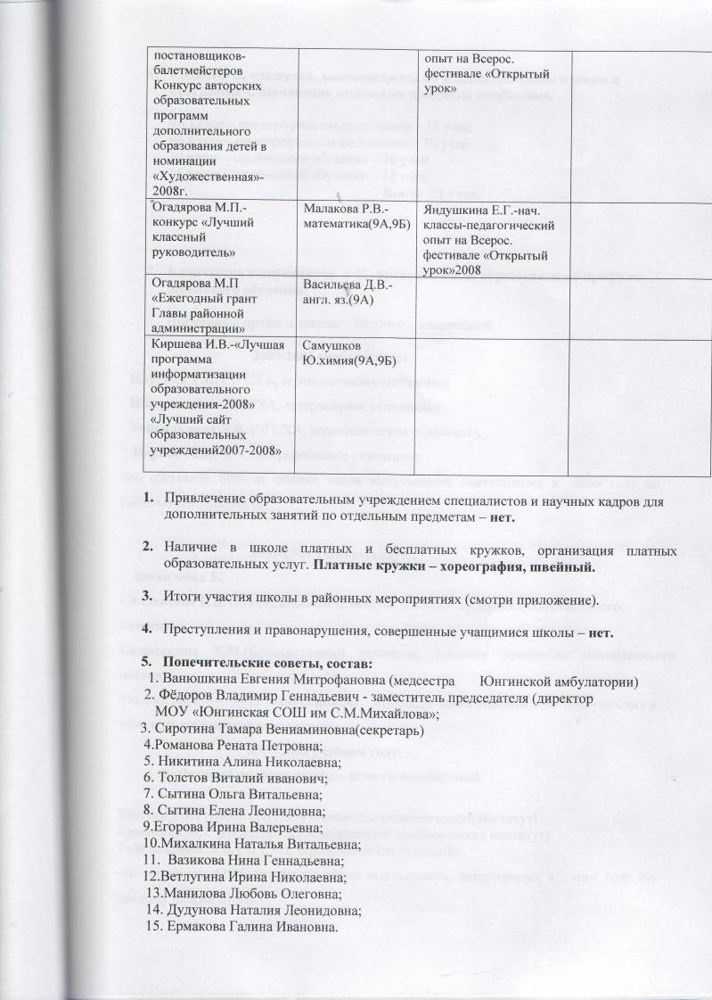 постановщиков-
балетмейстеров
Конкурс авторских
образовательных
программ
дополнительного
образования детей в
номинации
«Художественная»-
2008г.
опыт на Всерос.
фестивале «Открытый
урок»
Огадярова М.П.-
конкурс «Лучший
классный
руководитель»
Малакова Р.В.-
математика(9А,9Б)
Яндушкина Е.Г.-нач.
классы-педагогический
опыт на Всерос.
фестивале «Открытый
урок»2008
Огадярова М.П
«Ежегодный грант
Главы районной
администрации»
Васильева Д.В.-
англ. яз.(9А)
Киршева И.В.-«Лучшая
программа
информатизации
образовательного
учреждения-2008»
«Лучший сайт
образовательных
учреждений2007-2008»
Самушков
Ю.химия(9А,9Б)
1. Привлечение образовательным учреждением специалистов и научных кадров для
дополнительных занятий по отдельным предметам – нет.
2. Наличие в школе платных и бесплатных кружков, организация платных
образовательных услуг. Платные кружки – хореография, швейный.
3. Итоги участия школы в районных мероприятиях (смотри приложение).
4. Преступления и правонарушения, совершенные учащимися школы – нет.
5. Попечительские советы, состав:
1. Ванюшкина Евгения Митрофановна (медсестра Юнгинской амбулатории)
2. Фёдоров Владимир Геннадьевич - заместитель председателя (директор
МОУ «Юнгинская СОШ им С.М.Михайлова»;
3. Сиротина Тамара Вениаминовна(секретарь)
4.Романова Рената Петровна;
5. Никитина Алина Николаевна;
6. Толстов Виталий иванович;
7. Сытина Ольга Витальевна;
8. Сытина Елена Леонидовна;
9.Егорова Ирина Валерьевна;
10.Михалкина Наталья Витальевна;
11. Вазикова Нина Геннадьевна;
12.Ветлугина Ирина Николаевна;
13.Манилова Любовь Олеговна;
14. Дудунова Наталия Леонидовна;
15. Ермакова Галина Ивановна.